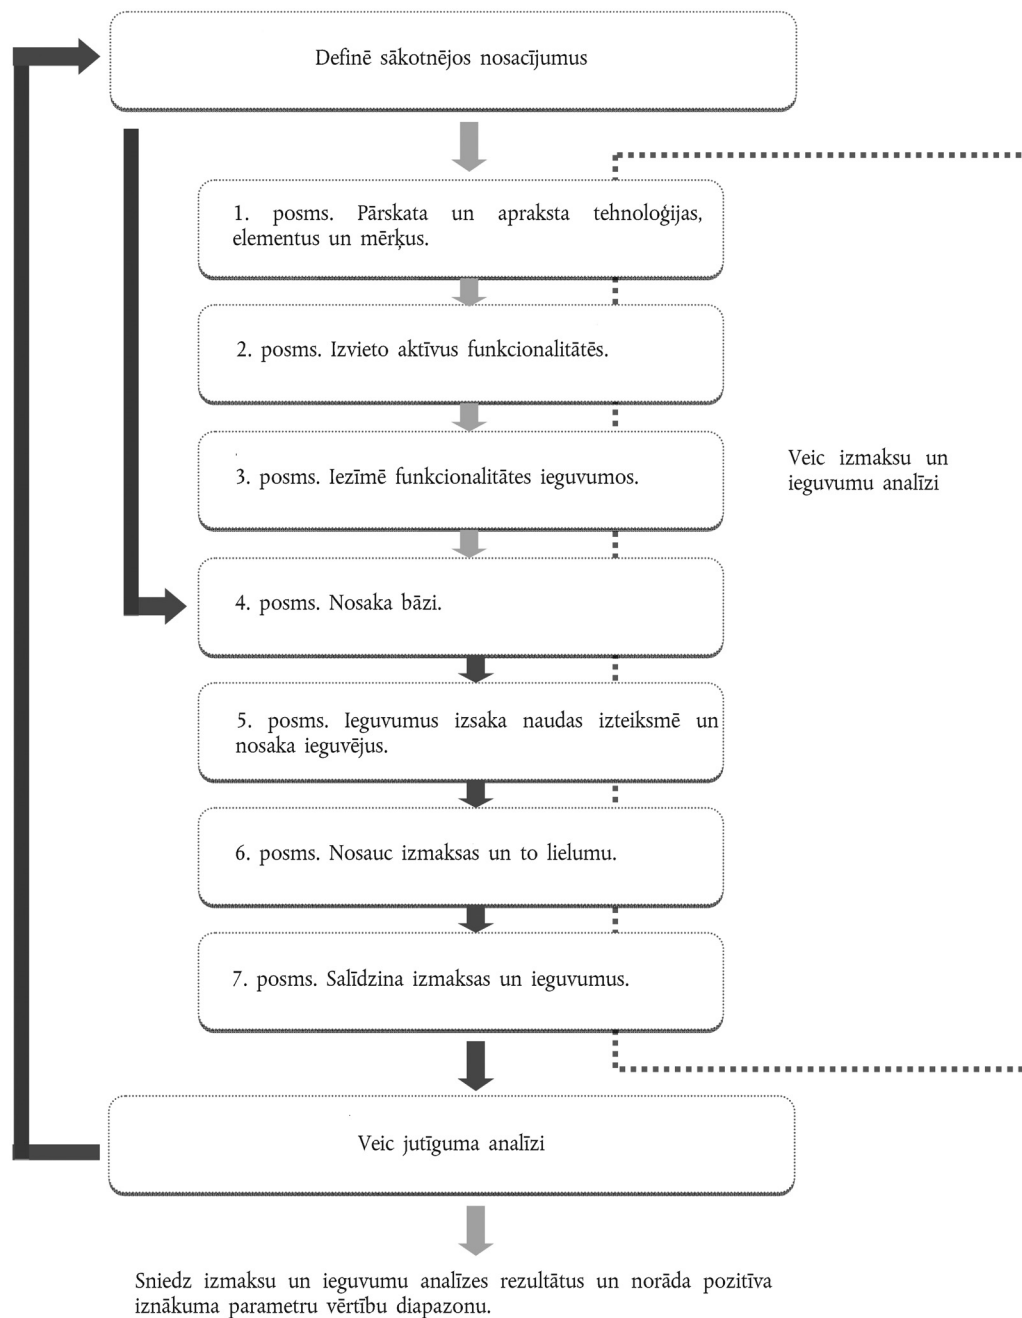 Definē sākotnējos nosacījumus
1. posms. Pārskata un apraksta tehnoloģijas,
elementus un mērķus.
2. posms. Izvieto aktīvus funkcionalitātēs.
3. posms. Iezīmē funkcionalitātes ieguvumos.
Veic izmaksu un
ieguvumu analīzi
4. posms. Nosaka bāzi.
5. posms. Ieguvumus izsaka naudas izteiksmē un
nosaka ieguvējus.
6. posms. Nosauc izmaksas un to lielumu.
7. posms. Salīdzina izmaksas un ieguvumus.
Veic jutīguma analīzi
Sniedz izmaksu un ieguvumu analīzes rezultātus un norāda pozitīva
iznākuma parametru vērtību diapazonu.